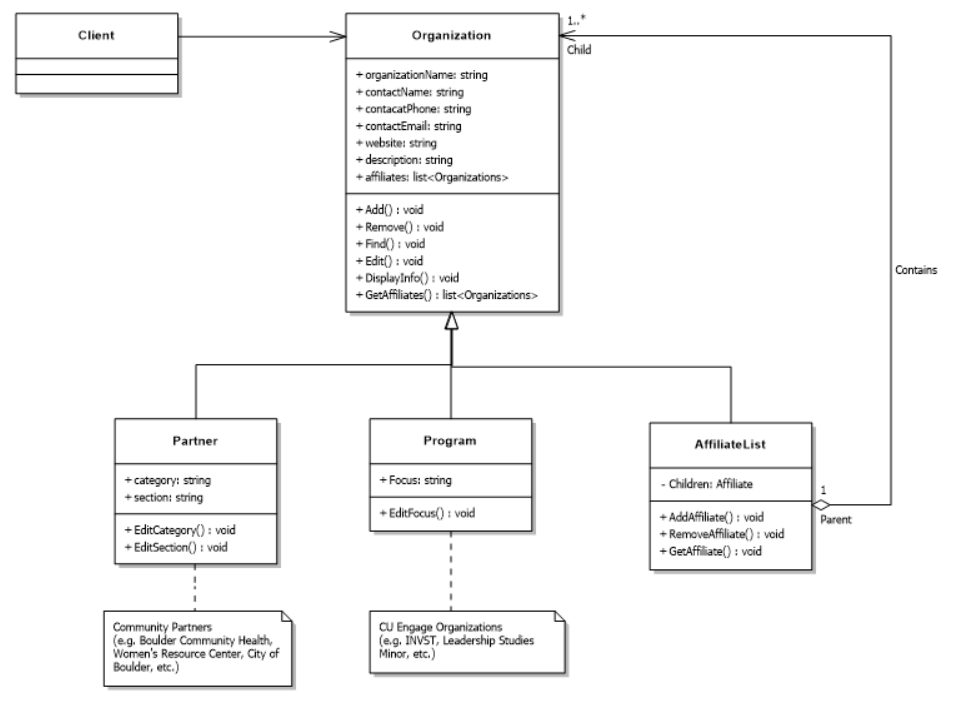 Client
Organization
+ organizationName: string
+ contactName: string
+ contacatPhone: string
+ contactEmail: string
+ website: string
+ description: string
+ affiliates: list<Organizations>
+ Add() : void
+ Remove() : void
+ Find() : void
+ Edit() : void
+ DisplayInfo() : void
+ GetAffiliates() : list<Organizations>
1..*
Child
Contains
Partner
+ category: string
+ section: string
+ EditCategory() : void
+ EditSection() : void
Program
+ Focus: string
+ EditFocus() : void
AffiliateList
- Children: Affiliate
+ AddAffiliate() : void
+ RemoveAffiliate() : void
+ GetAffiliate() : void
1
Parent
Community Partners
(e.g. Boulder Community Health,
Women's Resource Center, City of
Boulder, etc.)
CU Engage Organizations
(e.g. INVST, Leadership Studies
Minor, etc.)